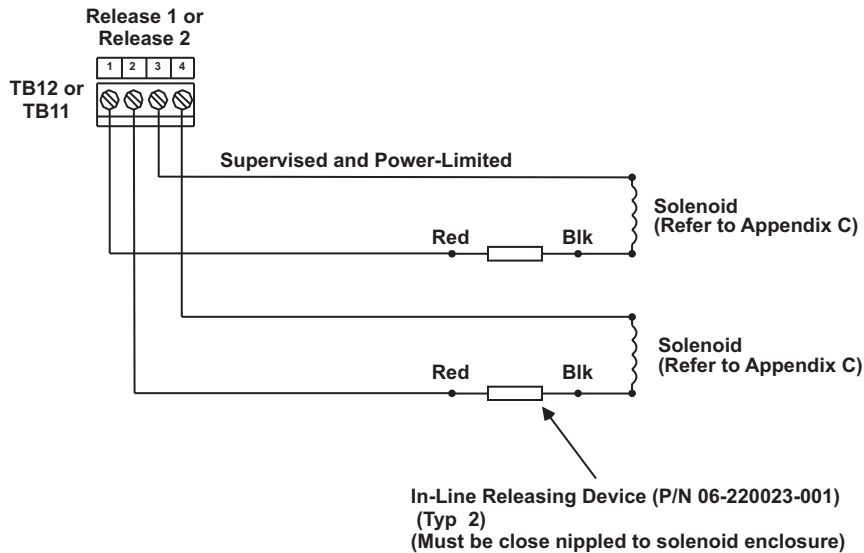 Release 1 or
Release 2
1 2 3 4
TB12 or
TB11
Supervised and Power-Limited
Solenoid
(Refer to Appendix C)
Red Blk
Solenoid
(Refer to Appendix C)
Red Blk
In-Line Releasing Device (P/N 06-220023-001)
(Typ 2)
(Must be close nippled to solenoid enclosure)